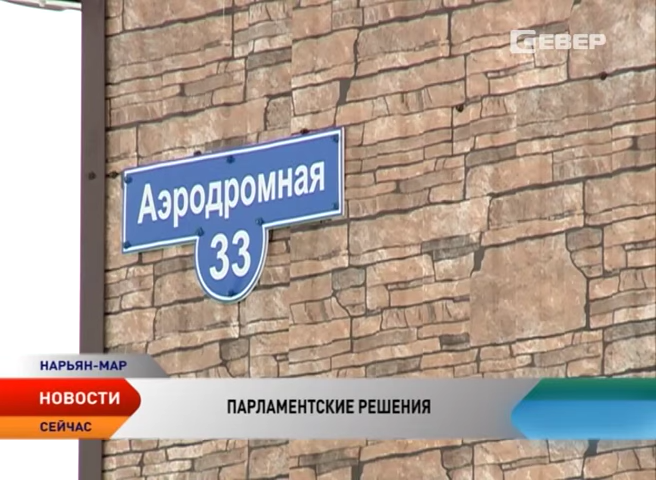 СЕВЕР
Аэродромная
33
НАРЬЯН-МАР
НОВОСТИ
ПАРЛАМЕНТСКИЕ РЕШЕНИЯ
СЕЙЧАС